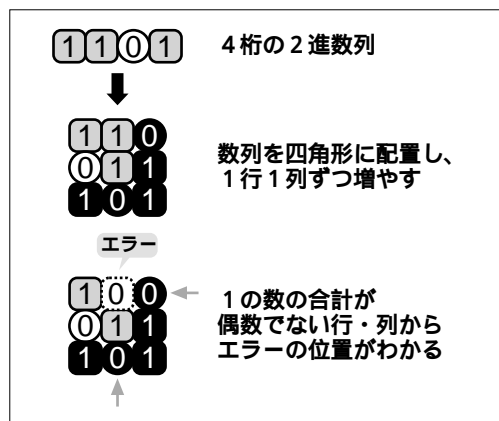 1101
4桁の2進数列
110
011
101
数列を四角形に配置し、
1行1列ずつ増やす
エラー
100
011
101
1の数の合計が
偶数でない行・列から
エラーの位置がわかる